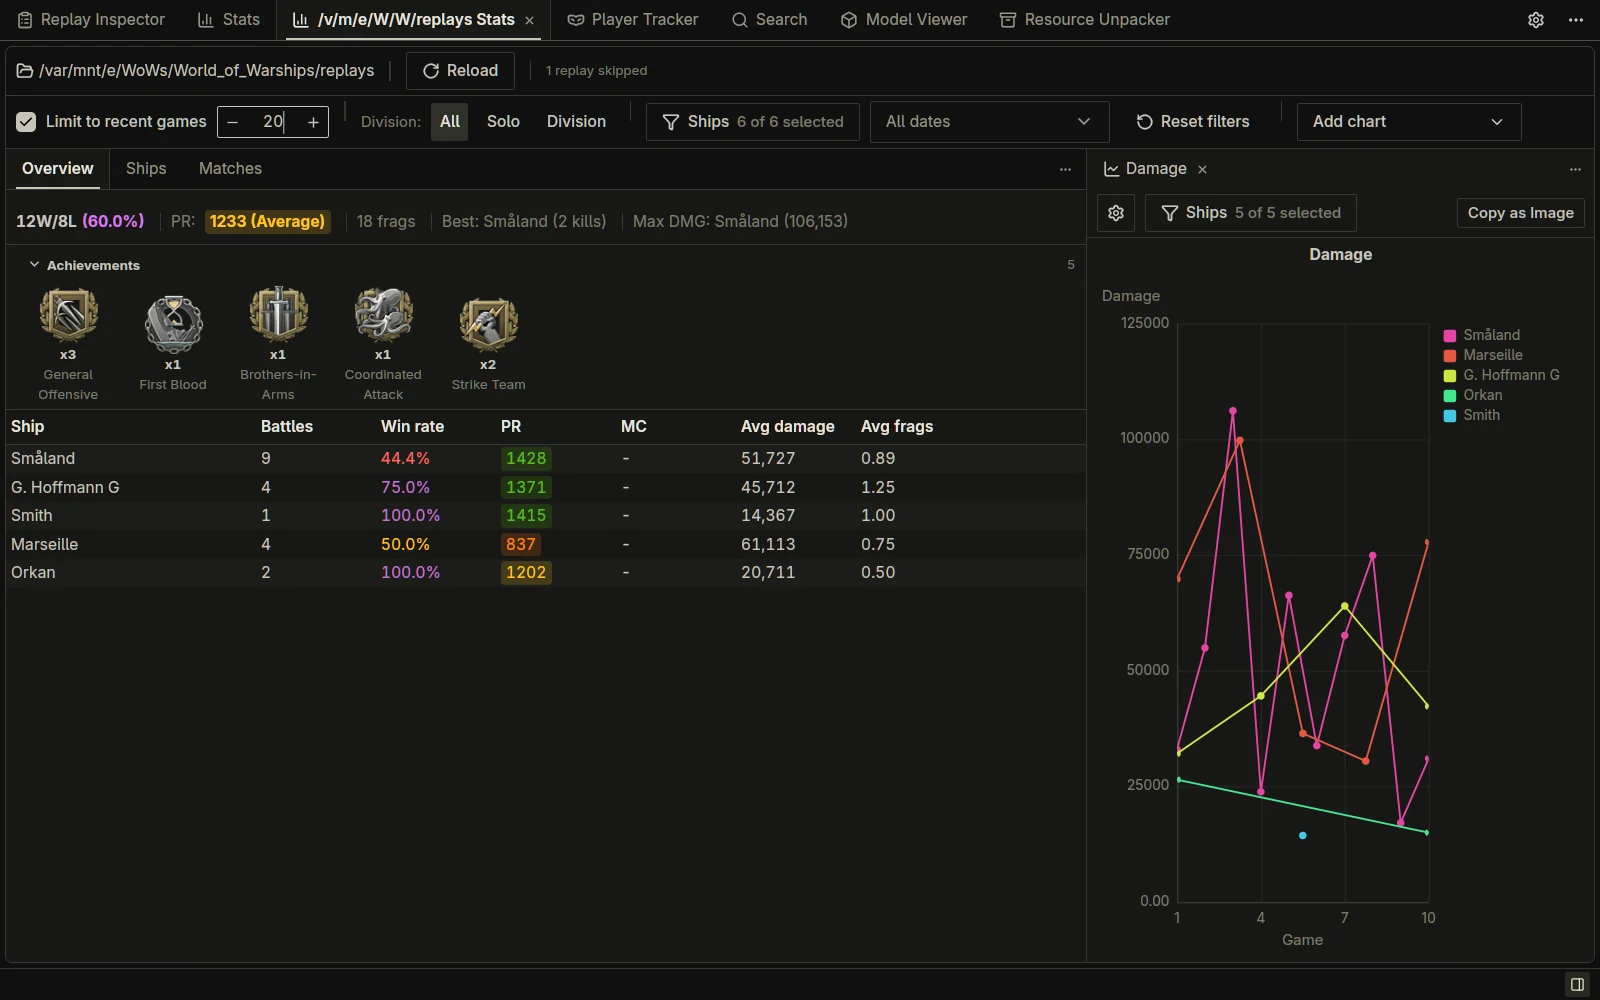 Replay Inspector
Stats
/v/m/e/W/W/replays Stats
Player Tracker
Search
Model Viewer
Resource Unpacker
/var/mnt/e/WoWs/World_of_Warships/replays
Reload
1 replay skipped
Limit to recent games
20
Division:
All
Solo
Division
Ships 6 of 6 selected
All dates
Reset filters
Add chart
Overview
Ships
Matches
12W/8L (60.0%)
PR: 1233 (Average)
18 frags
Best: Småland (2 kills)
Max DMG: Småland (106,153)
Achievements
5
x3
General
Offensive
x1
First Blood
x1
Brothers-in-
Arms
x1
Coordinated
Attack
x2
Strike Team
Ship Battles Win rate PR MC Avg damage Avg frags
Småland 9 44.4% 1428 - 51,727 0.89
G. Hoffmann G 4 75.0% 1371 - 45,712 1.25
Smith 1 100.0% 1415 - 14,367 1.00
Marseille 4 50.0% 837 - 61,113 0.75
Orkan 2 100.0% 1202 - 20,711 0.50
Damage
Ships 5 of 5 selected
Copy as Image
Damage
Damage
125000
100000
75000
50000
25000
0.00
1 4 7 10
Game
Småland
Marseille
G. Hoffmann G
Orkan
Smith